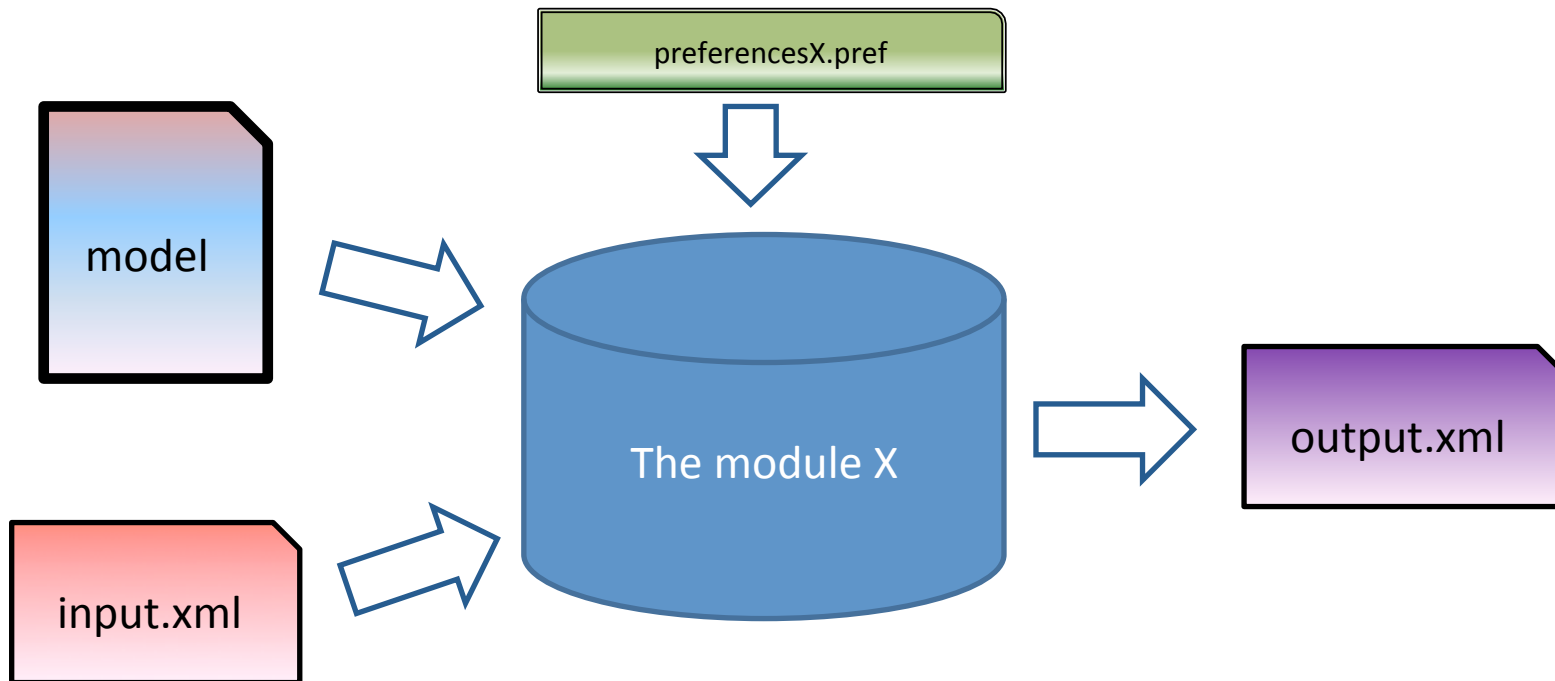 preferencesX.pref
model
The module X
output.xml
input.xml